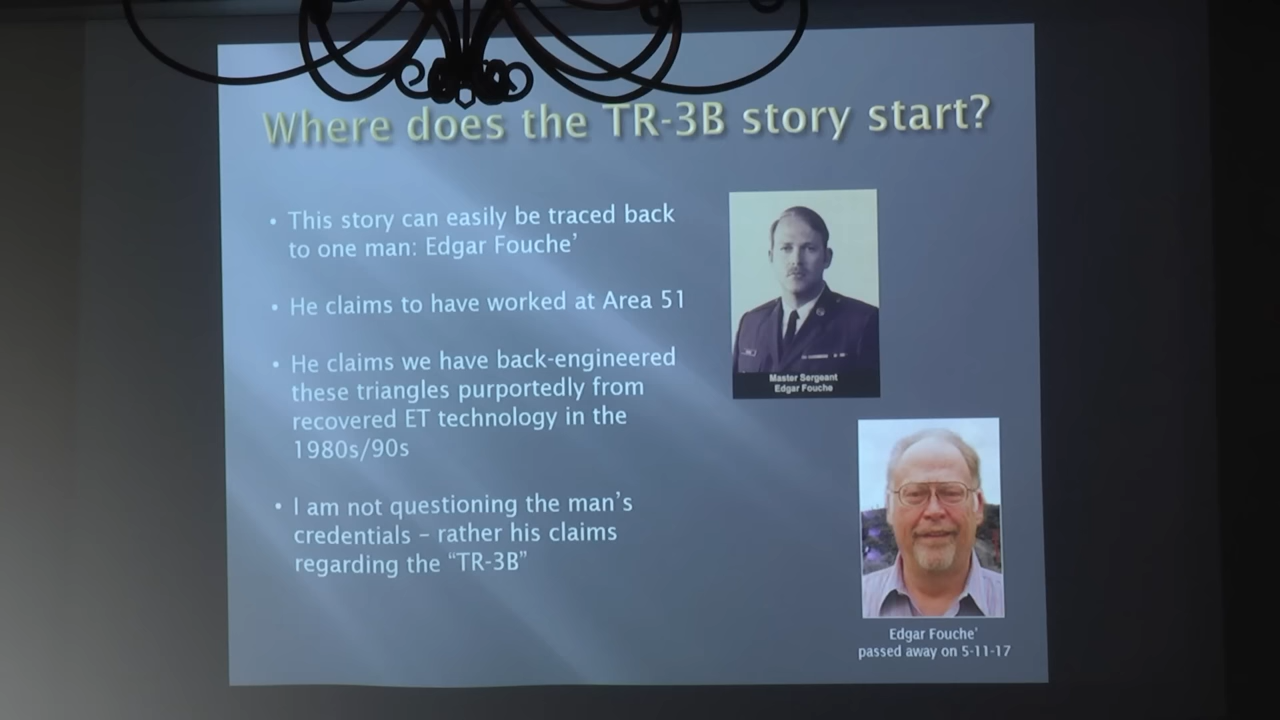 Where does the TR-3B story start?
• This story can easily be traced back
to one man: Edgar Fouche’
• He claims to have worked at Area 51
• He claims we have back-engineered
these triangles purportedly from
recovered ET technology in the
1980s/90s
• I am not questioning the man’s
credentials – rather his claims
regarding the “TR-3B”
Master Sergeant
Edgar Fouche
Edgar Fouche’
passed away on 5-11-17